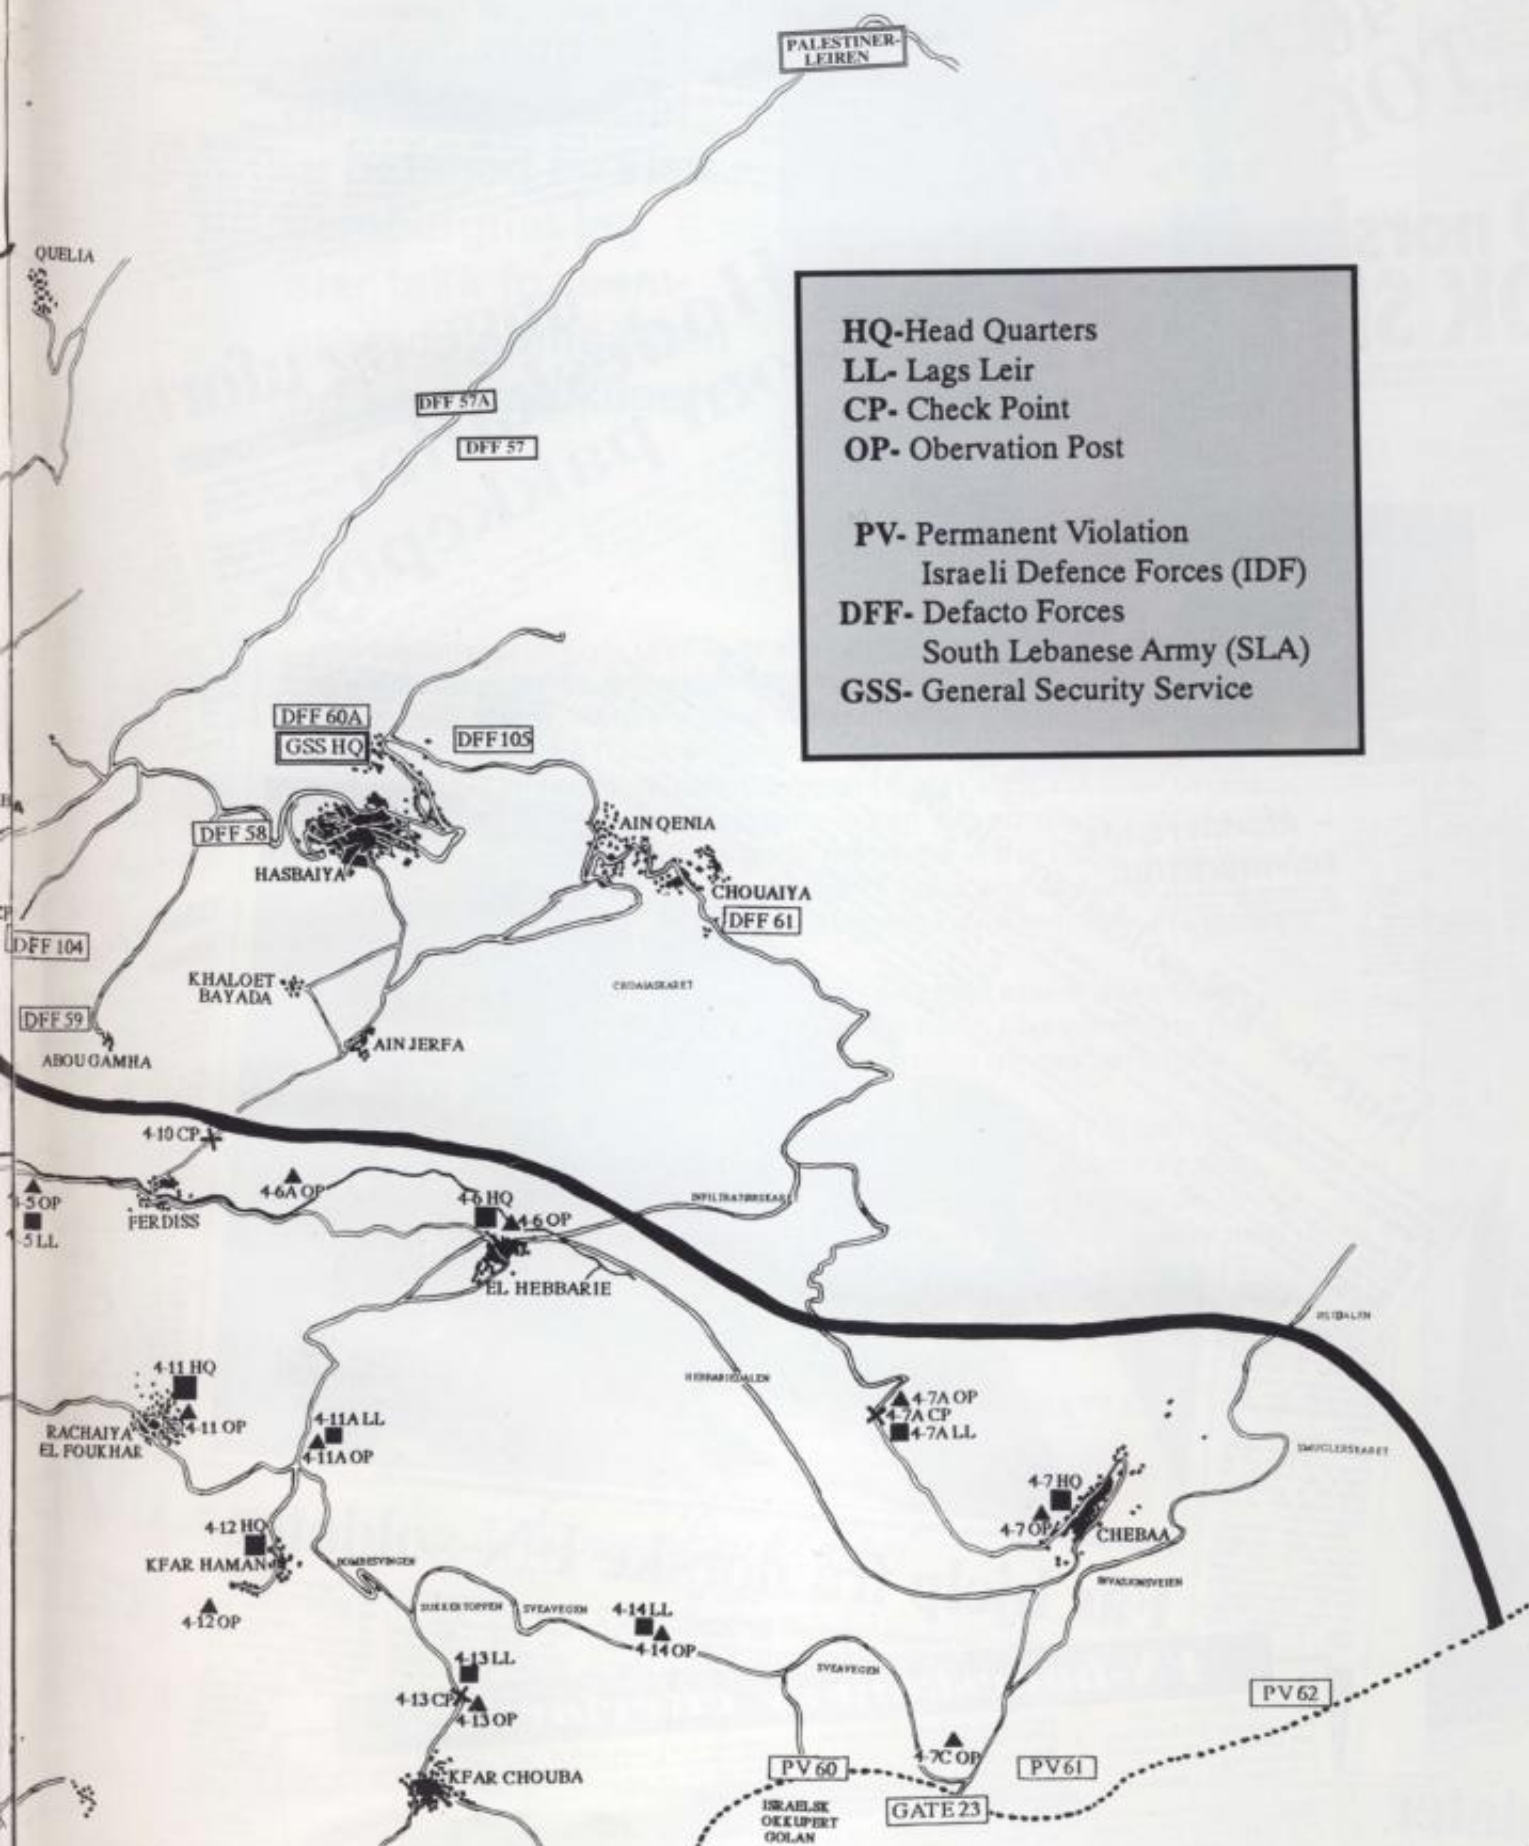 PALESTINER-
LEIREN
QUELIA
HQ-Head Quarters
LL- Lags Leir
CP- Check Point
OP- Obervation Post
PV- Permanent Violation
Israeli Defence Forces (IDF)
DFF- Defacto Forces
South Lebanese Army (SLA)
GSS- General Security Service
DFF 57A
DFF 57
DFF 60A
GSS HQ
DFF 105
DFF 58
AIN QENIA
HASBAIYA
CHOUAIYA
DFF 61
DFF 104
KHALOET
BAYADA
DFF 59
AIN JERFA
ABOU GAMHA
4-10 CP
4-6A OP
4-6 HQ
4-6 OP
-5 OP
5 LL
FERDISS
EL HEBBARIE
HEBBARIEDALEN
4-11 HQ
4-11 OP
RACHAIYA
EL FOUKHAR
4-11A LL
4-11A OP
4-7A OP
4-7A CP
4-7A LL
SMUGLERSKARET
4-7 HQ
4-7 OP
CHEBAA
4-12 HQ
KFAR HAMAN
4-12 OP
BOMBESVINGEN
INVASJONSVEIEN
SUKKERTOPPEN
SVEAVEGEN
4-14 LL
4-14 OP
SVEAVEGEN
4-13 LL
4-13 CP
4-13 OP
PV 62
4-7C OP
PV 60
PV 61
KFAR CHOUBA
GATE 23
ISRAELSK
OKKUPERT
GOLAN